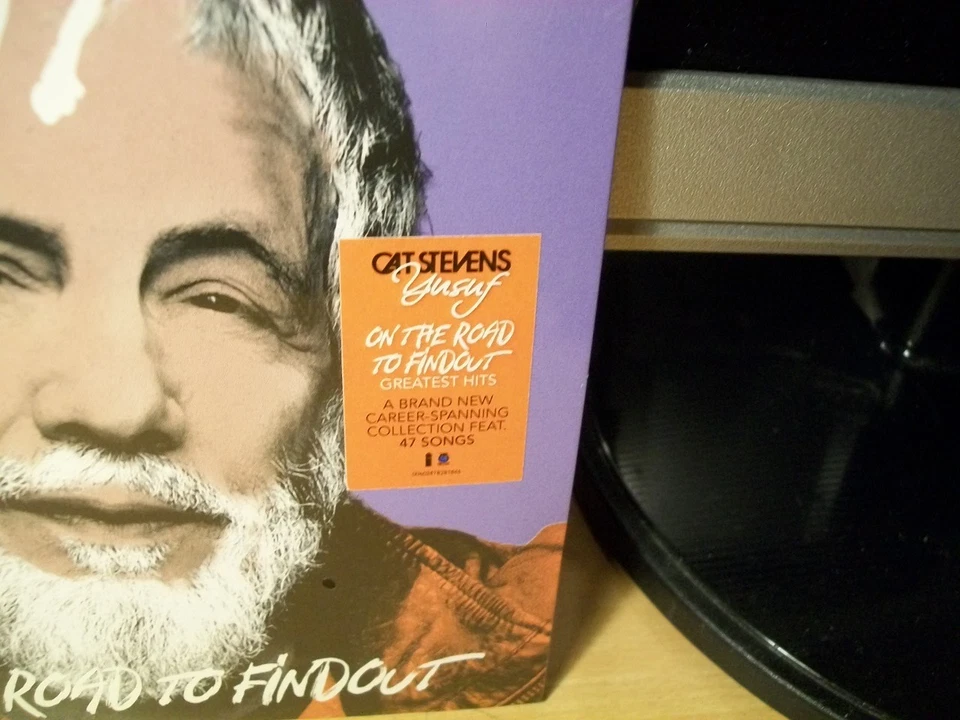 CAT STEVENS
Yusuf
ON THE ROAD
TO FINDOUT
GREATEST HITS
A BRAND NEW
CAREER-SPANNING
COLLECTION FEAT.
47 SONGS
ROAD TO FINDOUT